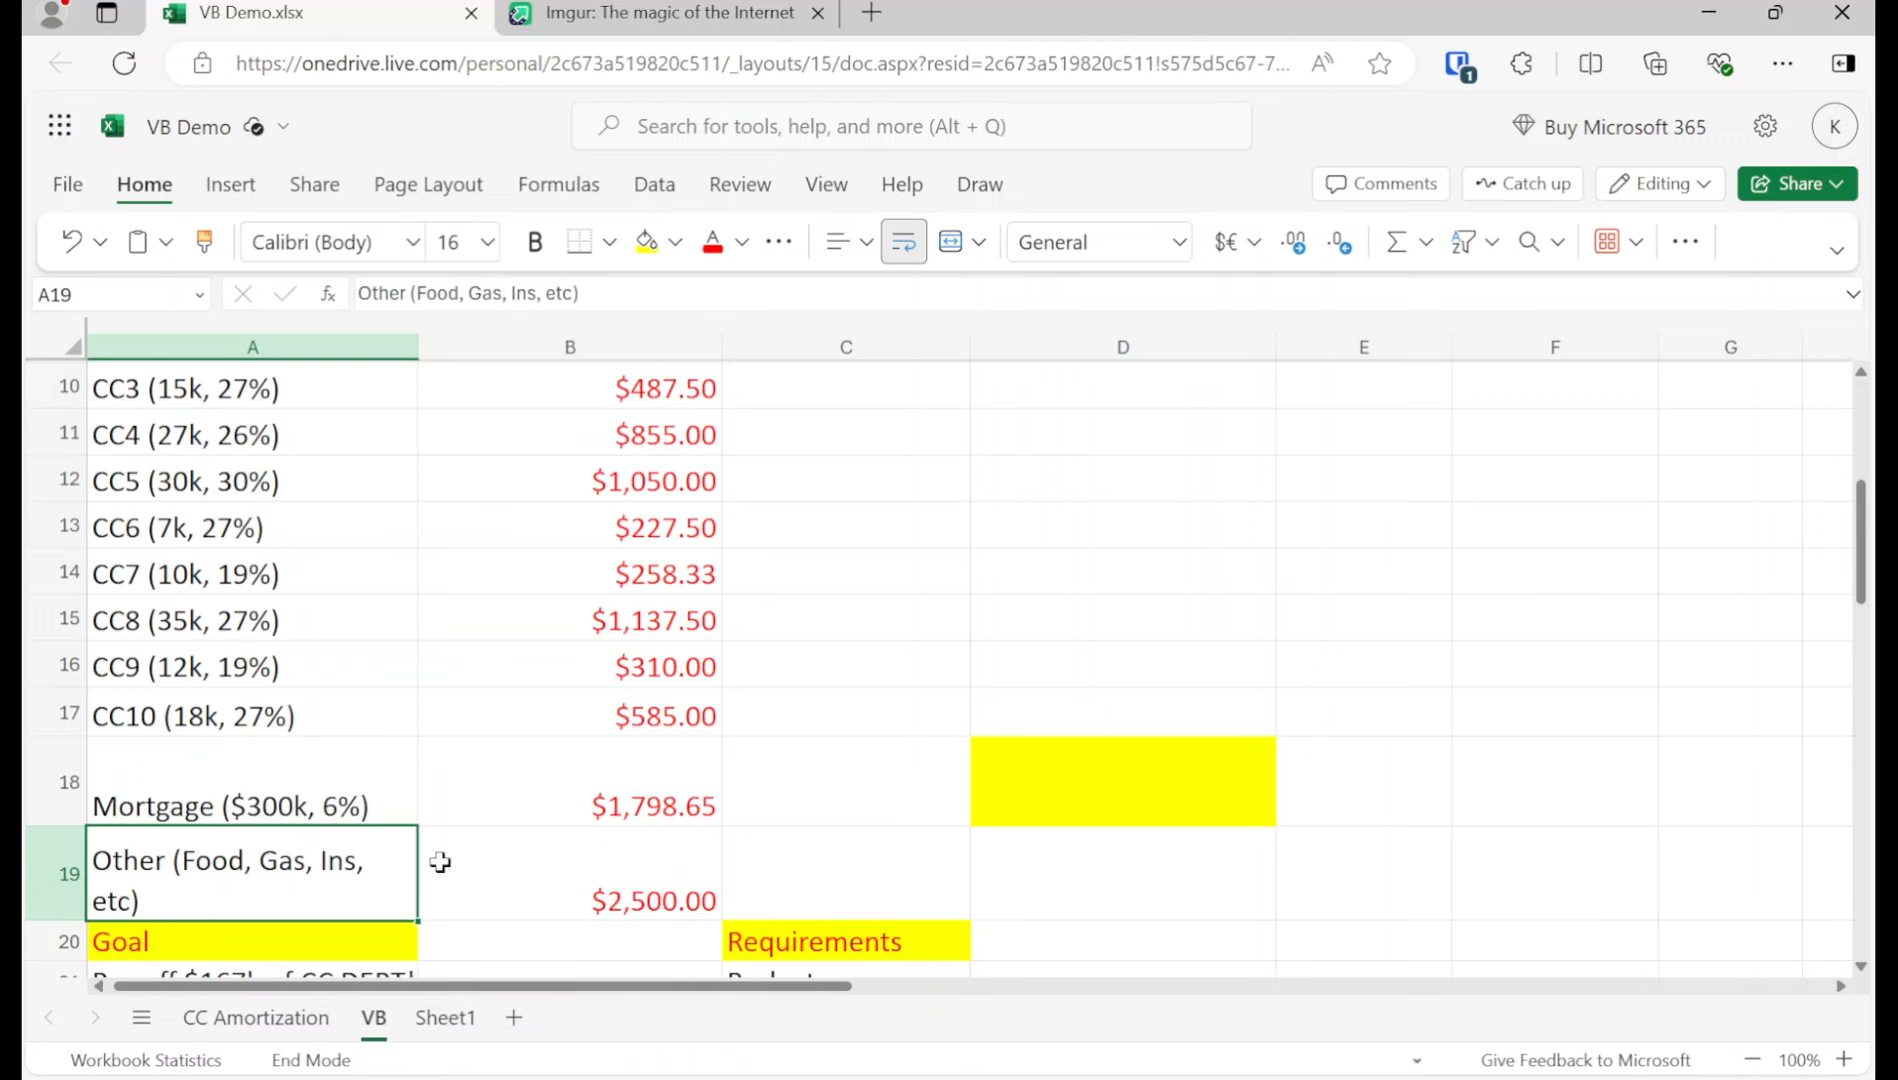 VB Demo.xlsx
Imgur: The magic of the Internet
https://onedrive.live.com/personal/2c673a519820c511/_layouts/15/doc.aspx?resid=2c673a519820c511!s575d5c67-7...
1
VB Demo
Search for tools, help, and more (Alt + Q)
Buy Microsoft 365
K
File Home Insert Share Page Layout Formulas Data Review View Help Draw
Comments Catch up Editing Share
Calibri (Body) 16 B A General $€
A19 fx Other (Food, Gas, Ins, etc)
A B C D E F G
10 CC3 (15k, 27%) $487.50
11 CC4 (27k, 26%) $855.00
12 CC5 (30k, 30%) $1,050.00
13 CC6 (7k, 27%) $227.50
14 CC7 (10k, 19%) $258.33
15 CC8 (35k, 27%) $1,137.50
16 CC9 (12k, 19%) $310.00
17 CC10 (18k, 27%) $585.00
18 Mortgage ($300k, 6%) $1,798.65
19 Other (Food, Gas, Ins,
etc) $2,500.00
20 Goal Requirements
CC Amortization VB Sheet1
Workbook Statistics End Mode Give Feedback to Microsoft 100%